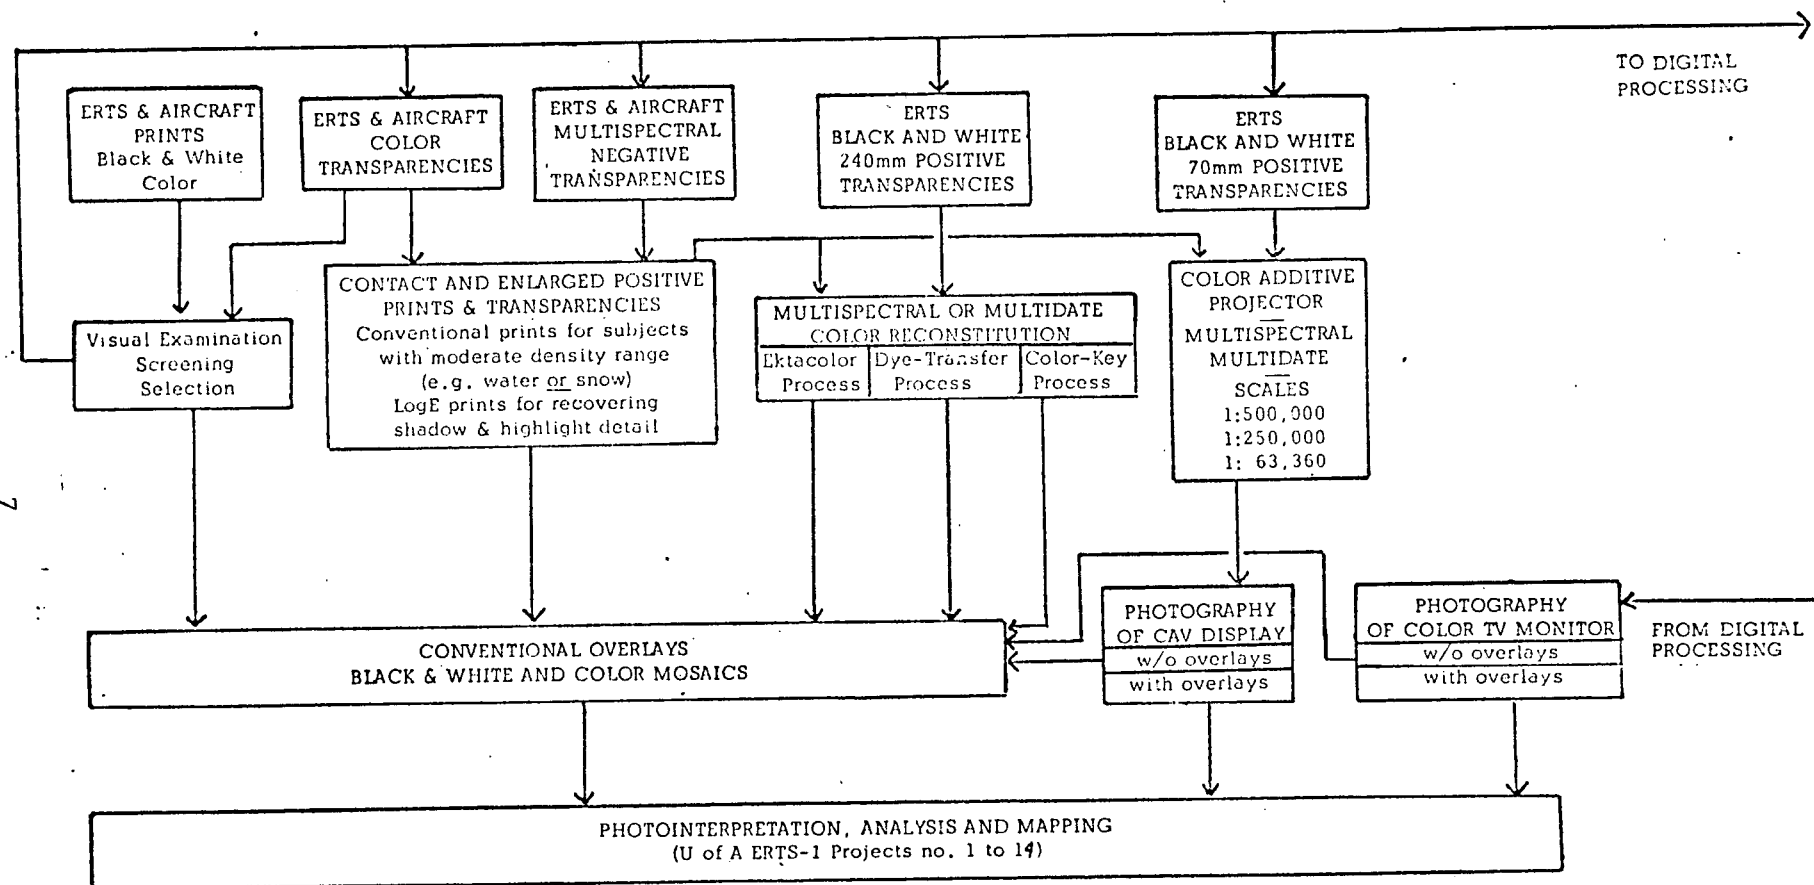 TO DIGITAL
PROCESSING
ERTS & AIRCRAFT
PRINTS
Black & White
Color
ERTS & AIRCRAFT
COLOR
TRANSPARENCIES
ERTS & AIRCRAFT
MULTISPECTRAL
NEGATIVE
TRANSPARENCIES
ERTS
BLACK AND WHITE
240mm POSITIVE
TRANSPARENCIES
ERTS
BLACK AND WHITE
70mm POSITIVE
TRANSPARENCIES
Visual Examination
Screening
Selection
CONTACT AND ENLARGED POSITIVE
PRINTS & TRANSPARENCIES
Conventional prints for subjects
with moderate density range
(e.g. water or snow)
LogE prints for recovering
shadow & highlight detail
MULTISPECTRAL OR MULTIDATE
COLOR RECONSTITUTION
Ektacolor
Process
Dye-Transfer
Process
Color-Key
Process
COLOR ADDITIVE
PROJECTOR
MULTISPECTRAL
MULTIDATE
SCALES
1:500,000
1:250,000
1: 63,360
7
CONVENTIONAL OVERLAYS
BLACK & WHITE AND COLOR MOSAICS
PHOTOGRAPHY
OF CAV DISPLAY
w/o overlays
with overlays
PHOTOGRAPHY
OF COLOR TV MONITOR
w/o overlays
with overlays
FROM DIGITAL
PROCESSING
PHOTOINTERPRETATION, ANALYSIS AND MAPPING
(U of A ERTS-1 Projects no. 1 to 14)